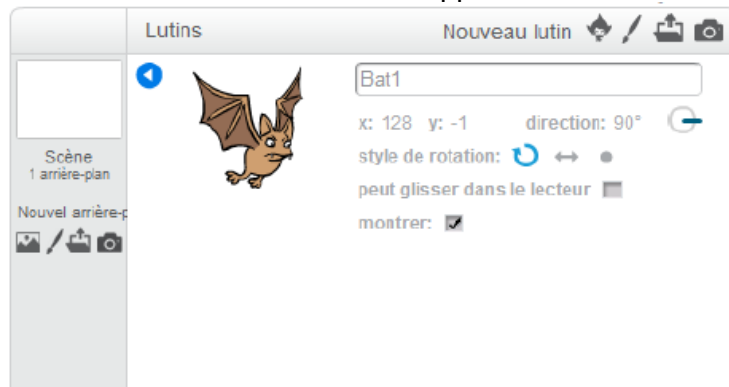 Lutins
Nouveau lutin
Bat1
x: 128 y: -1 direction: 90°
style de rotation:
peut glisser dans le lecteur
montrer:
Scène
1 arrière-plan
Nouvel arrière-p